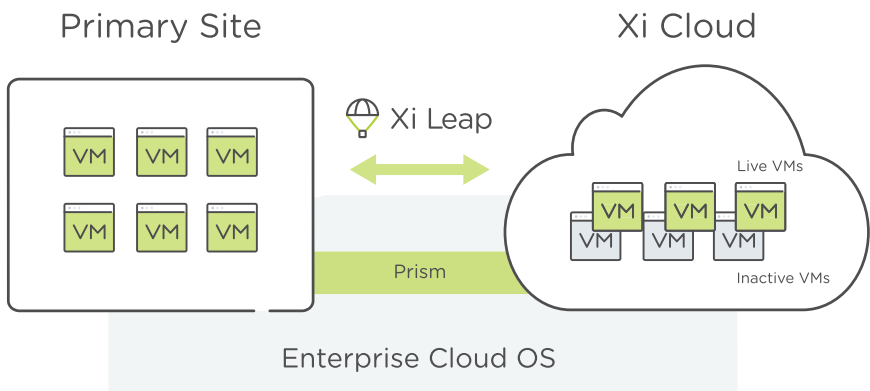 Primary Site
Xi Cloud
Xi Leap
VM VM VM
VM VM VM
Live VMs
VM VM VM
VM VM VM
Inactive VMs
Prism
Enterprise Cloud OS